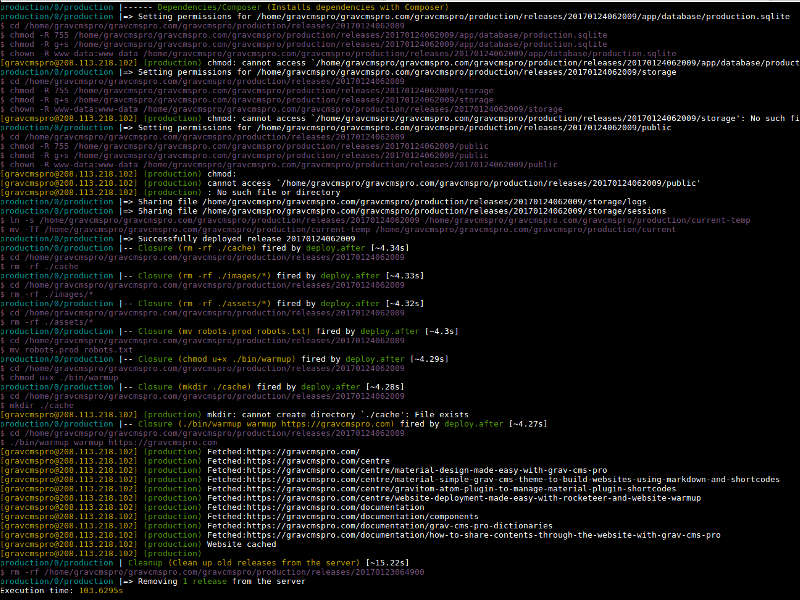 production/0/production |------ Dependencies/Composer (Installs dependencies with Composer)
production/0/production |=> Setting permissions for /home/gravcmspro/gravcmspro.com/gravcmspro/production/releases/20170124062009/app/database/production.sqlite
$ cd /home/gravcmspro/gravcmspro.com/gravcmspro/production/releases/20170124062009
$ chmod -R 755 /home/gravcmspro/gravcmspro.com/gravcmspro/production/releases/20170124062009/app/database/production.sqlite
$ chmod -R g+s /home/gravcmspro/gravcmspro.com/gravcmspro/production/releases/20170124062009/app/database/production.sqlite
$ chown -R www-data:www-data /home/gravcmspro/gravcmspro.com/gravcmspro/production/releases/20170124062009/app/database/production.sqlite
[gravcmspro@208.113.218.102] (production) chmod: cannot access `/home/gravcmspro/gravcmspro.com/gravcmspro/production/releases/20170124062009/app/database/product
production/0/production |=> Setting permissions for /home/gravcmspro/gravcmspro.com/gravcmspro/production/releases/20170124062009/storage
$ cd /home/gravcmspro/gravcmspro.com/gravcmspro/production/releases/20170124062009
$ chmod -R 755 /home/gravcmspro/gravcmspro.com/gravcmspro/production/releases/20170124062009/storage
$ chmod -R g+s /home/gravcmspro/gravcmspro.com/gravcmspro/production/releases/20170124062009/storage
$ chown -R www-data:www-data /home/gravcmspro/gravcmspro.com/gravcmspro/production/releases/20170124062009/storage
[gravcmspro@208.113.218.102] (production) chmod: cannot access `/home/gravcmspro/gravcmspro.com/gravcmspro/production/releases/20170124062009/storage': No such fi
production/0/production |=> Setting permissions for /home/gravcmspro/gravcmspro.com/gravcmspro/production/releases/20170124062009/public
$ cd /home/gravcmspro/gravcmspro.com/gravcmspro/production/releases/20170124062009
$ chmod -R 755 /home/gravcmspro/gravcmspro.com/gravcmspro/production/releases/20170124062009/public
$ chmod -R g+s /home/gravcmspro/gravcmspro.com/gravcmspro/production/releases/20170124062009/public
$ chown -R www-data:www-data /home/gravcmspro/gravcmspro.com/gravcmspro/production/releases/20170124062009/public
[gravcmspro@208.113.218.102] (production) chmod:
[gravcmspro@208.113.218.102] (production) cannot access `/home/gravcmspro/gravcmspro.com/gravcmspro/production/releases/20170124062009/public'
[gravcmspro@208.113.218.102] (production) : No such file or directory
production/0/production |=> Sharing file /home/gravcmspro/gravcmspro.com/gravcmspro/production/releases/20170124062009/storage/logs
production/0/production |=> Sharing file /home/gravcmspro/gravcmspro.com/gravcmspro/production/releases/20170124062009/storage/sessions
$ ln -s /home/gravcmspro/gravcmspro.com/gravcmspro/production/releases/20170124062009 /home/gravcmspro/gravcmspro.com/gravcmspro/production/current-temp
$ mv -Tf /home/gravcmspro/gravcmspro.com/gravcmspro/production/current-temp /home/gravcmspro/gravcmspro.com/gravcmspro/production/current
production/0/production |=> Successfully deployed release 20170124062009
production/0/production |-- Closure (rm -rf ./cache) fired by deploy.after [~4.34s]
$ cd /home/gravcmspro/gravcmspro.com/gravcmspro/production/releases/20170124062009
$ rm -rf ./cache
production/0/production |-- Closure (rm -rf ./images/*) fired by deploy.after [~4.33s]
$ cd /home/gravcmspro/gravcmspro.com/gravcmspro/production/releases/20170124062009
$ rm -rf ./images/*
production/0/production |-- Closure (rm -rf ./assets/*) fired by deploy.after [~4.32s]
$ cd /home/gravcmspro/gravcmspro.com/gravcmspro/production/releases/20170124062009
$ rm -rf ./assets/*
production/0/production |-- Closure (mv robots.prod robots.txt) fired by deploy.after [~4.3s]
$ cd /home/gravcmspro/gravcmspro.com/gravcmspro/production/releases/20170124062009
$ mv robots.prod robots.txt
production/0/production |-- Closure (chmod u+x ./bin/warmup) fired by deploy.after [~4.29s]
$ cd /home/gravcmspro/gravcmspro.com/gravcmspro/production/releases/20170124062009
$ chmod u+x ./bin/warmup
production/0/production |-- Closure (mkdir ./cache) fired by deploy.after [~4.28s]
$ cd /home/gravcmspro/gravcmspro.com/gravcmspro/production/releases/20170124062009
$ mkdir ./cache
[gravcmspro@208.113.218.102] (production) mkdir: cannot create directory `./cache': File exists
production/0/production |-- Closure (./bin/warmup warmup https://gravcmspro.com) fired by deploy.after [~4.27s]
$ cd /home/gravcmspro/gravcmspro.com/gravcmspro/production/releases/20170124062009
$ ./bin/warmup warmup https://gravcmspro.com
[gravcmspro@208.113.218.102] (production) Fetched:https://gravcmspro.com/
[gravcmspro@208.113.218.102] (production) Fetched:https://gravcmspro.com/centre
[gravcmspro@208.113.218.102] (production) Fetched:https://gravcmspro.com/centre/material-design-made-easy-with-grav-cms-pro
[gravcmspro@208.113.218.102] (production) Fetched:https://gravcmspro.com/centre/material-simple-grav-cms-theme-to-build-websites-using-markdown-and-shortcodes
[gravcmspro@208.113.218.102] (production) Fetched:https://gravcmspro.com/centre/gravitom-atom-plugin-to-manage-material-plugin-shortcodes
[gravcmspro@208.113.218.102] (production) Fetched:https://gravcmspro.com/centre/website-deployment-made-easy-with-rocketeer-and-website-warmup
[gravcmspro@208.113.218.102] (production) Fetched:https://gravcmspro.com/documentation
[gravcmspro@208.113.218.102] (production) Fetched:https://gravcmspro.com/documentation/components
[gravcmspro@208.113.218.102] (production) Fetched:https://gravcmspro.com/documentation/grav-cms-pro-dictionaries
[gravcmspro@208.113.218.102] (production) Fetched:https://gravcmspro.com/documentation/how-to-share-contents-through-the-website-with-grav-cms-pro
[gravcmspro@208.113.218.102] (production) Website cached
[gravcmspro@208.113.218.102] (production)
production/0/production | Cleanup (Clean up old releases from the server) [~15.22s]
$ rm -rf /home/gravcmspro/gravcmspro.com/gravcmspro/production/releases/20170123064900
production/0/production |=> Removing 1 release from the server
Execution time: 103.6295s